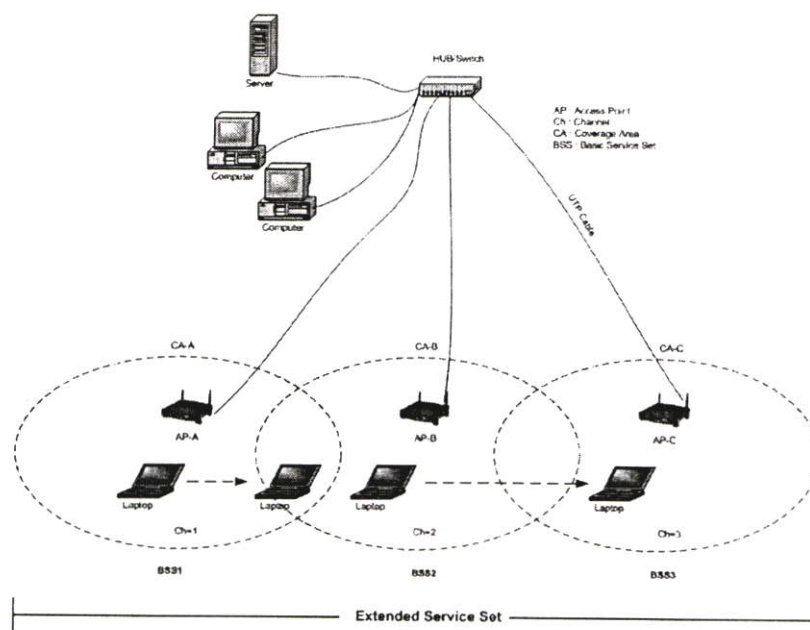 HUB/Switch
Server
AP : Access Point
Ch : Channel
CA : Coverage Area
BSS : Basic Service Set
Computer
Computer
UTP Cable
CA-A
CA-B
CA-C
AP-A
AP-B
AP-C
Laptop
Laptop
Laptop
Laptop
Ch=1
Ch=2
Ch=3
BSS1
BSS2
BSS3
Extended Service Set